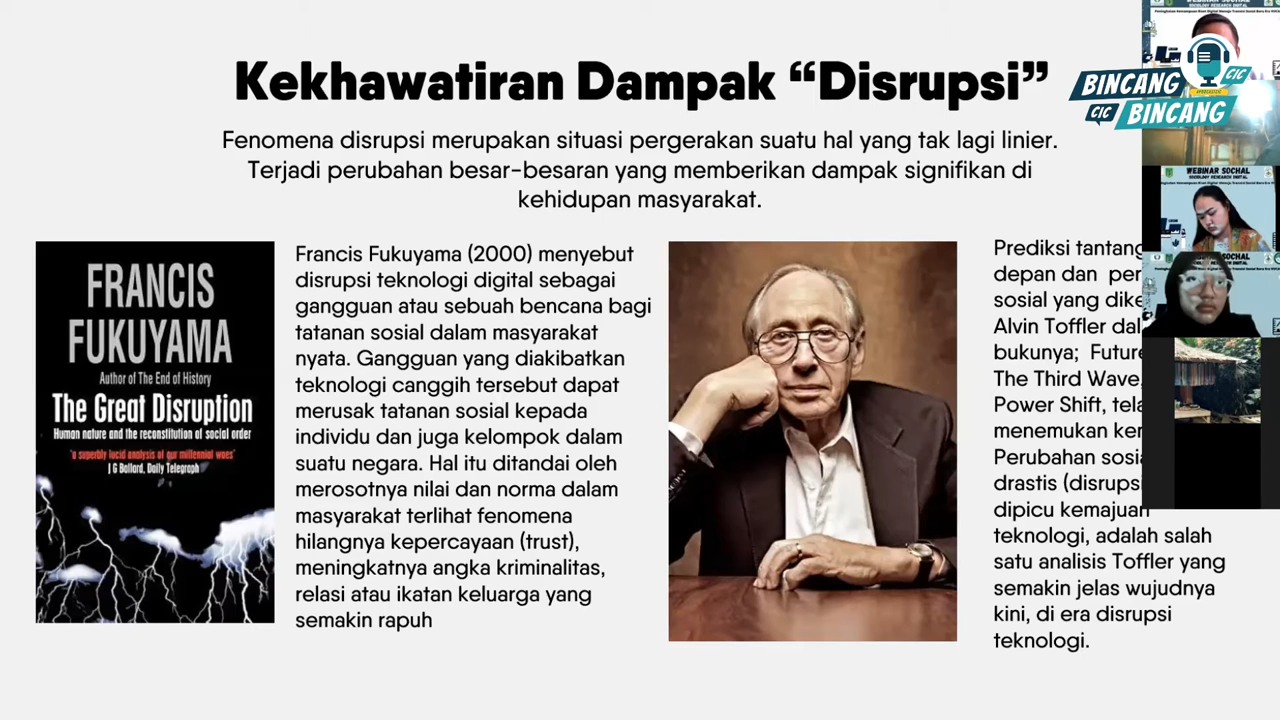 Kekhawatiran Dampak “Disrupsi”
Fenomena disrupsi merupakan situasi pergerakan suatu hal yang tak lagi linier.
Terjadi perubahan besar-besaran yang memberikan dampak signifikan di
kehidupan masyarakat.
FRANCIS
FUKUYAMA
Author of The End of History
The Great Disruption
Human nature and the reconstitution of social order
'a superbly lucid analysis of our millennial woes'
J G Ballard, Daily Telegraph
Francis Fukuyama (2000) menyebut
disrupsi teknologi digital sebagai
gangguan atau sebuah bencana bagi
tatanan sosial dalam masyarakat
nyata. Gangguan yang diakibatkan
teknologi canggih tersebut dapat
merusak tatanan sosial kepada
individu dan juga kelompok dalam
suatu negara. Hal itu ditandai oleh
merosotnya nilai dan norma dalam
masyarakat terlihat fenomena
hilangnya kepercayaan (trust),
meningkatnya angka kriminalitas,
relasi atau ikatan keluarga yang
semakin rapuh
Prediksi
depan dan
sosial yang
Alvin Toffler
bukunya; Future
The Third Wave,
Power Shift,
menemukan
Perubahan
drastis (disrupsi
dipicu kemajuan
teknologi, adalah salah
satu analisis Toffler yang
semakin jelas wujudnya
kini, di era disrupsi
teknologi.
BINCANG CIC
CIC BINCANG
WEBINAR SOCHAL
SOCIOLOGY RESEARCH DIGITAL